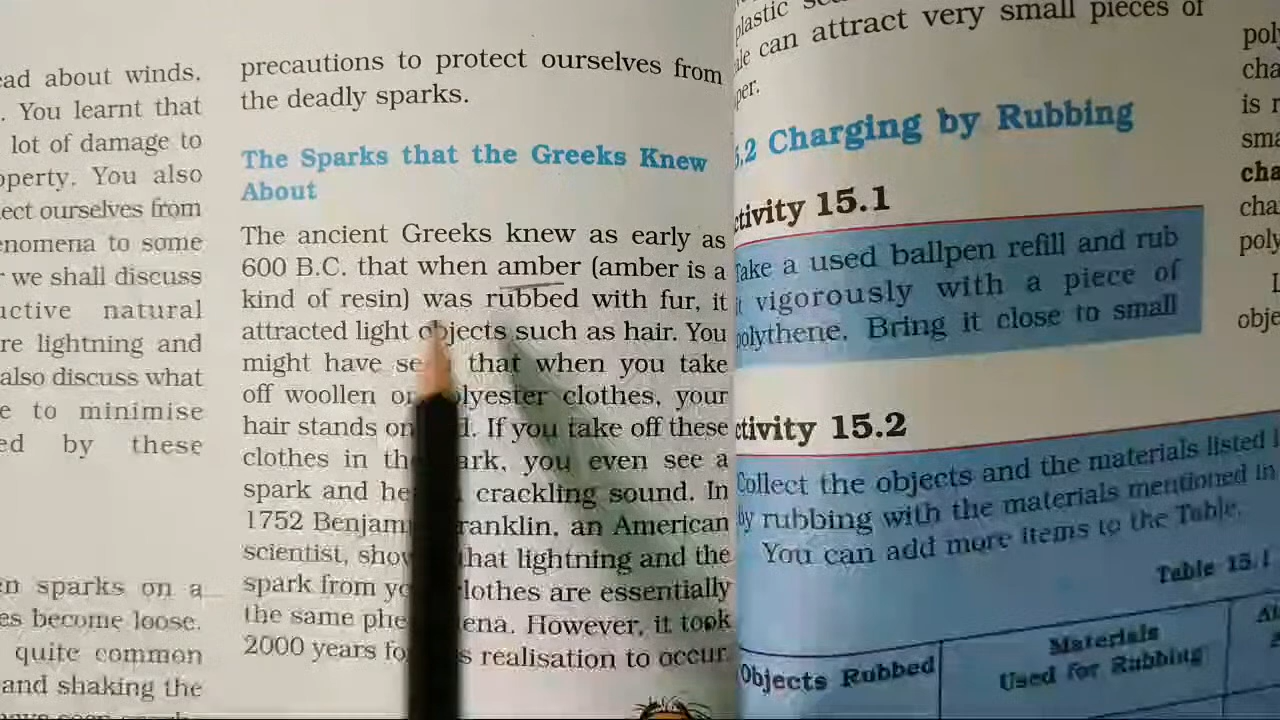 ead about winds.
. You learnt that
lot of damage to
operty. You also
ect ourselves from
enomena to some
we shall discuss
uctive natural
re lightning and
also discuss what
e to minimise
ed by these
en sparks on a
es become loose.
quite common
and shaking the
precautions to protect ourselves from
the deadly sparks.
The Sparks that the Greeks Knew
About
The ancient Greeks knew as early as
600 B.C. that when amber (amber is a
kind of resin) was rubbed with fur, it
attracted light objects such as hair. You
might have se that when you take
off woollen or polyester clothes, your
hair stands on If you take off these
clothes in the ark, you even see a
spark and he crackling sound. In
1752 Benjam ranklin, an American
scientist, show that lightning and the
spark from yo lothes are essentially
the same phe ena. However, it took
2000 years fo s realisation to occur.
plastic
ale can attract very small pieces of
per.
.2 Charging by Rubbing
ctivity 15.1
Take a used ballpen refill and rub
it vigorously with a piece of
polythene. Bring it close to small
ctivity 15.2
Collect the objects and the materials listed
by rubbing with the materials mentioned in
You can add more items to the Table.
Table 15.1
Objects Rubbed
Materials
Used for Rubbing
poly
cha
is r
sma
cha
cha
poly
obje